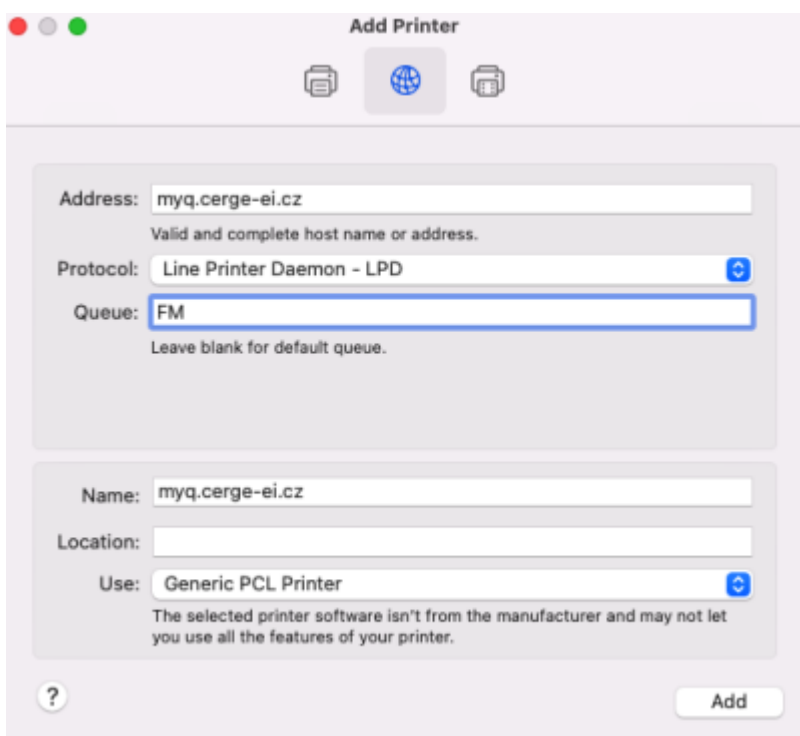 Add Printer
Address: myq.cerge-ei.cz
Valid and complete host name or address.
Protocol: Line Printer Daemon - LPD
Queue: FM
Leave blank for default queue.
Name: myq.cerge-ei.cz
Location:
Use: Generic PCL Printer
The selected printer software isn"t from the manufacturer and may not let
you use all the features of your printer.
? Add